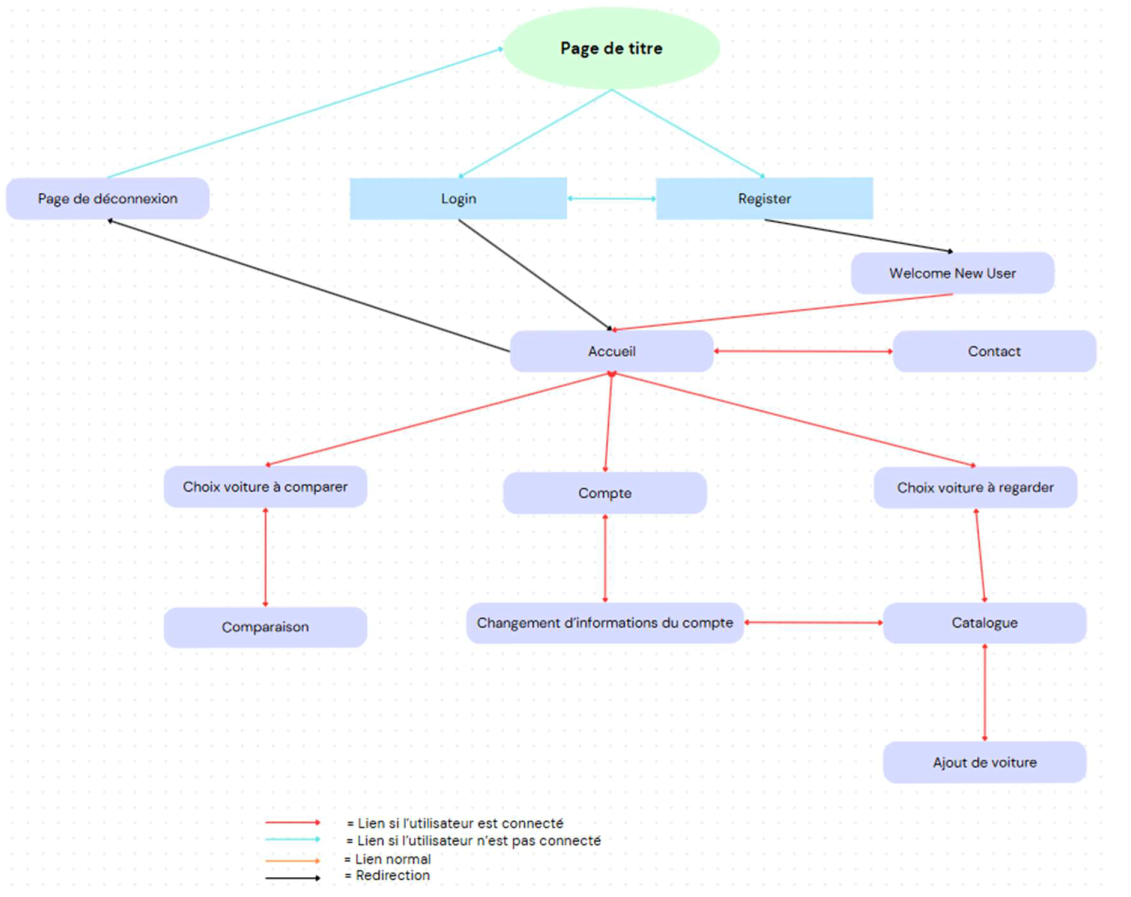 Page de titre
Page de déconnexion
Login
Register
Welcome New User
Accueil
Contact
Choix voiture à comparer
Compte
Choix voiture à regarder
Comparaison
Changement d'informations du compte
Catalogue
Ajout de voiture
= Lien si l'utilisateur est connecté
= Lien si l'utilisateur n'est pas connecté
= Lien normal
= Redirection